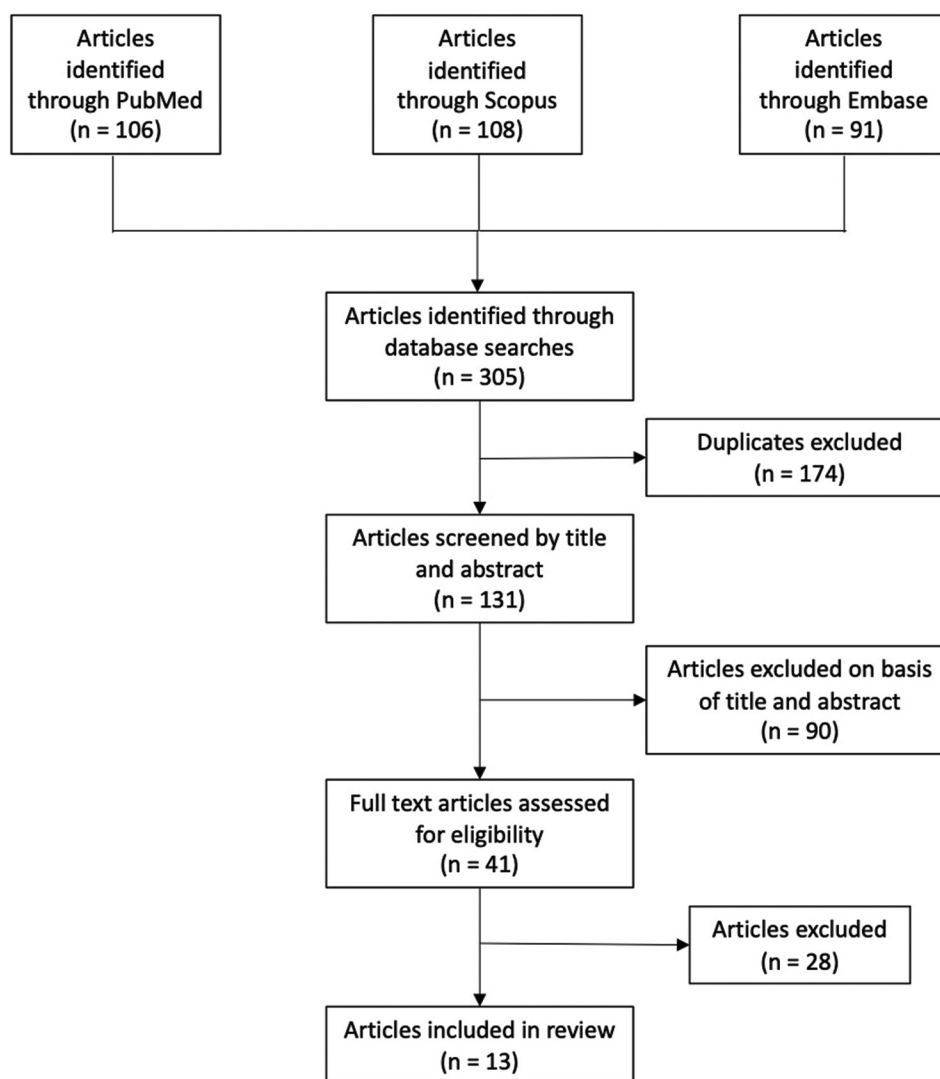 Articles
identified
through PubMed
(n = 106)
Articles
identified
through Scopus
(n = 108)
Articles
identified
through Embase
(n = 91)
Articles identified through
database searches
(n = 305)
Duplicates excluded
(n = 174)
Articles screened by title
and abstract
(n = 131)
Articles excluded on basis
of title and abstract
(n = 90)
Full text articles assessed
for eligibility
(n = 41)
Articles excluded
(n = 28)
Articles included in review
(n = 13)